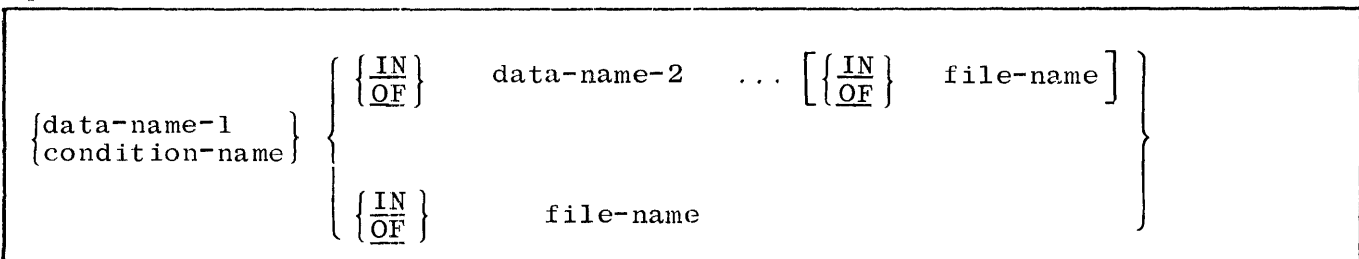 {IN OF} data-name-2 ... [{IN OF} file-name]
{data-name-1
condition-name}
{IN OF} file-name